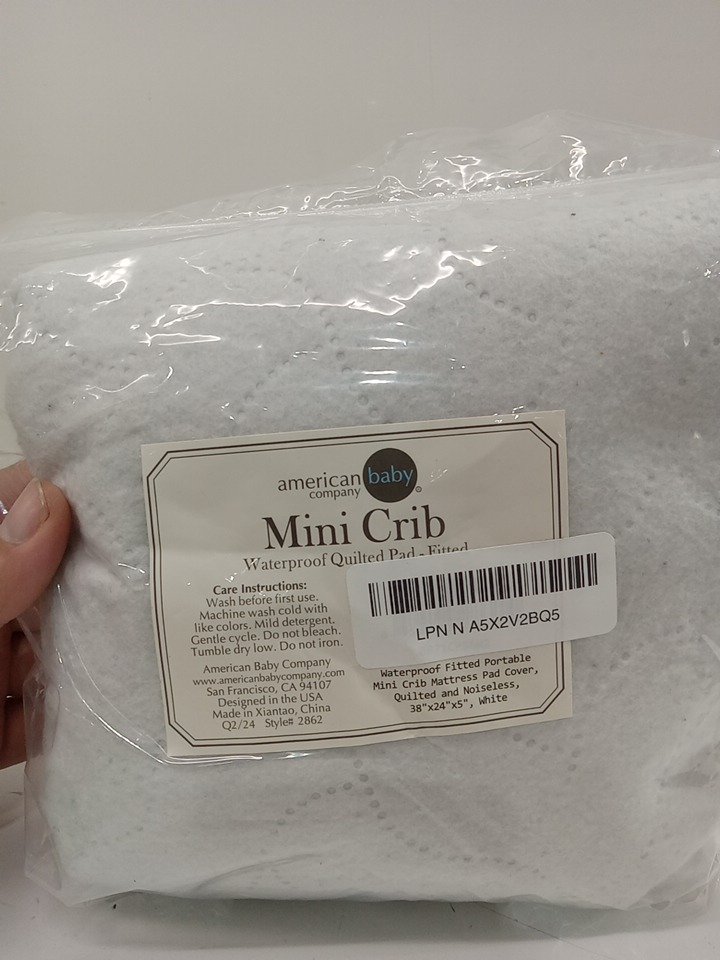 american baby
company
Mini Crib
Waterproof Quilted Pad - Fitted
Care Instructions:
Wash before first use.
Machine wash cold with
like colors. Mild detergent.
Gentle cycle. Do not bleach.
Tumble dry low. Do not iron.
American Baby Company
www.americanbabycompany.com
San Francisco, CA 94107
Designed in the USA
Made in Xiantao, China
Q2/24 Style# 2862
LPN N A5X2V2BQ5
Waterproof Fitted Portable
Mini Crib Mattress Pad Cover,
Quilted and Noiseless,
38"x24"x5", White